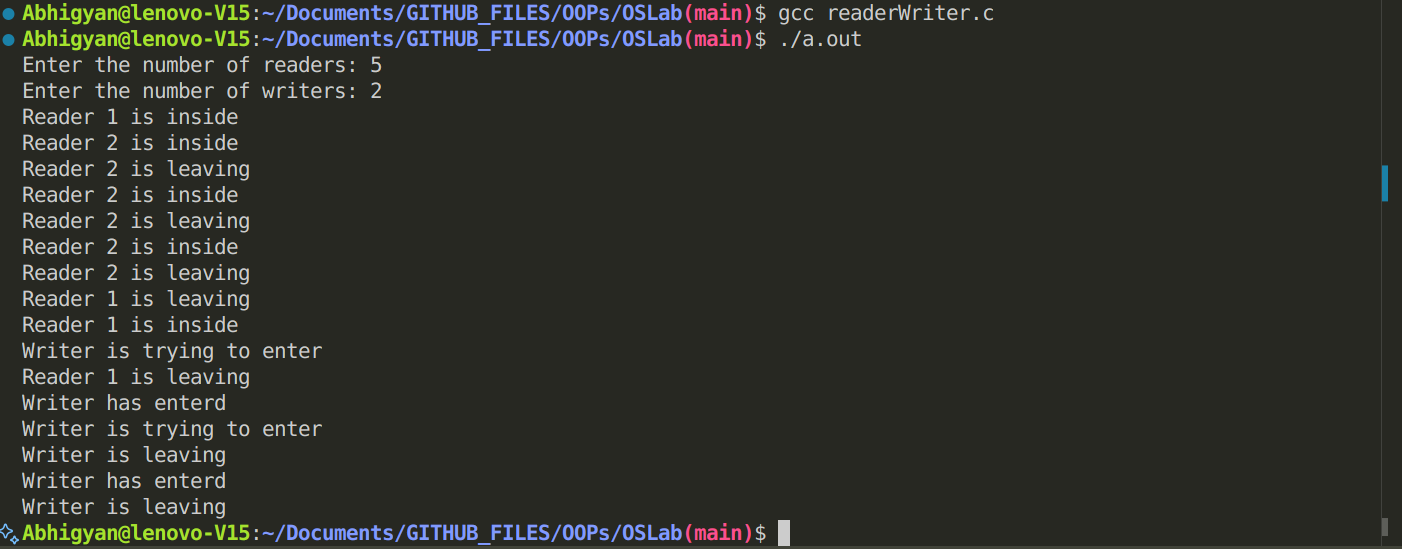 Abhigyan@lenovo-V15:~/Documents/GITHUB_FILES/OOPs/OSLab(main)$ gcc readerWriter.c
Abhigyan@lenovo-V15:~/Documents/GITHUB_FILES/OOPs/OSLab(main)$ ./a.out
Enter the number of readers: 5
Enter the number of writers: 2
Reader 1 is inside
Reader 2 is inside
Reader 2 is leaving
Reader 2 is inside
Reader 2 is leaving
Reader 2 is inside
Reader 2 is leaving
Reader 1 is leaving
Reader 1 is inside
Writer is trying to enter
Reader 1 is leaving
Writer has enterd
Writer is trying to enter
Writer is leaving
Writer has enterd
Writer is leaving
Abhigyan@lenovo-V15:~/Documents/GITHUB_FILES/OOPs/OSLab(main)$